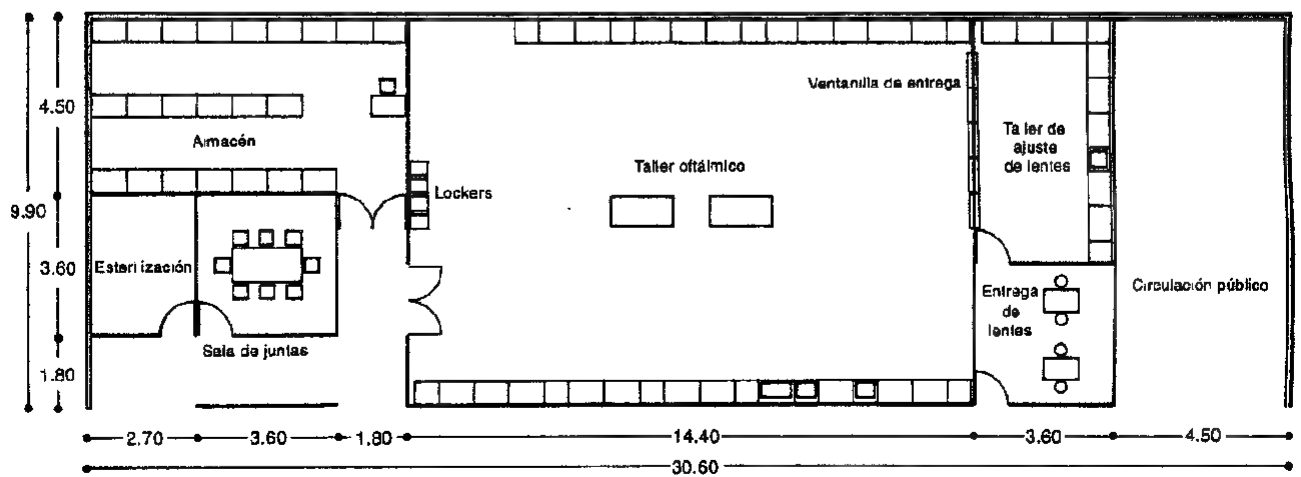 Ventanilla de entrega
4.50
Almacén
Taller de
ajuste
de lentes
Taller oftálmico
Lockers
9.90
3.60
Esterilización
Entrega
de
lentes
Circulación público
Sala de juntas
1.80
2.70
3.60
1.80
14.40
3.60
4.50
30.60